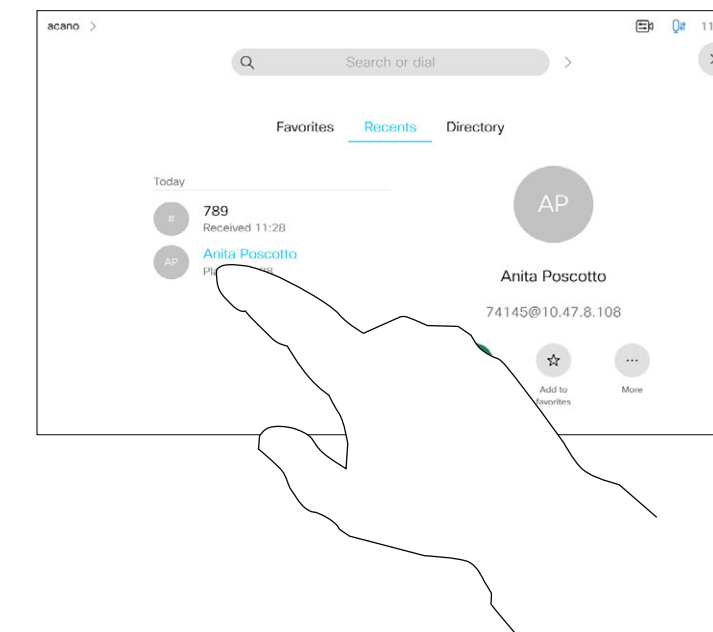 acano >
11
Search or dial
Favorites Recents Directory
Today
#
789
Received 11:28
AP
Anita Poscotto
AP
Anita Poscotto
74145@10.47.8.108
Add to
favorites
...
More